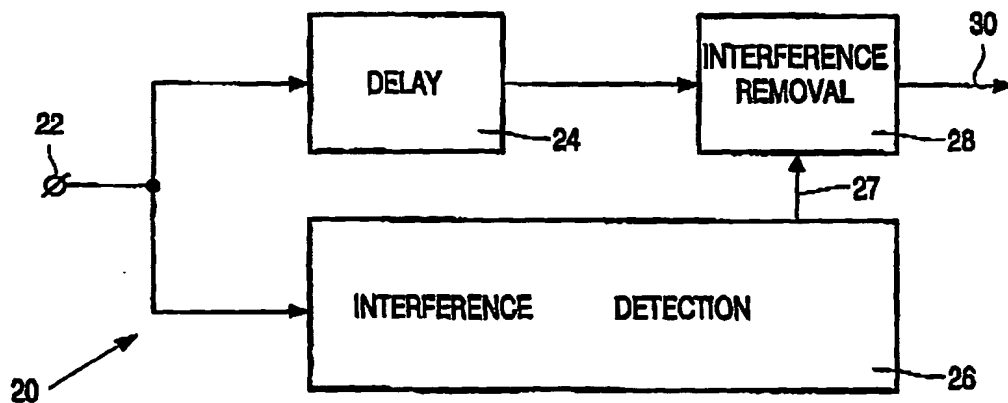 30
DELAY
INTERFERENCE
REMOVAL
22
24
28
27
INTERFERENCE DETECTION
20
26